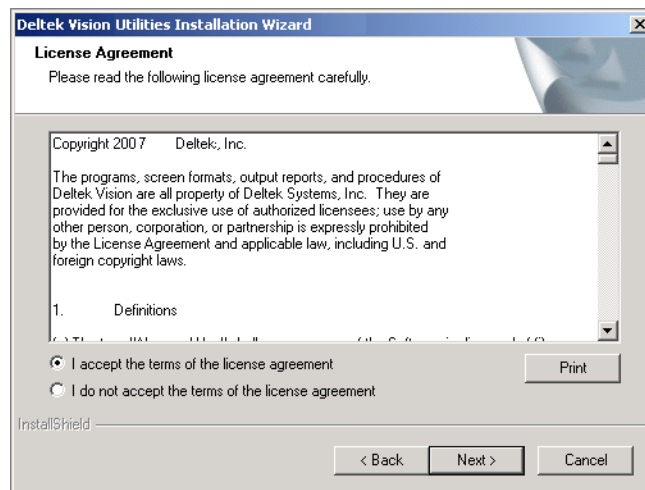 Deltek Vision Utilities Installation Wizard
License Agreement
Please read the following license agreement carefully.
Copyright 2007 Deltek, Inc.
The programs, screen formats, output reports, and procedures of
Deltek Vision are all property of Deltek Systems, Inc. They are
provided for the exclusive use of authorized licensees; use by any
other person, corporation, or partnership is expressly prohibited
by the License Agreement and applicable law, including U.S. and
foreign copyright laws.
1. Definitions
I accept the terms of the license agreement
Print
I do not accept the terms of the license agreement
InstallShield
< Back Next > Cancel